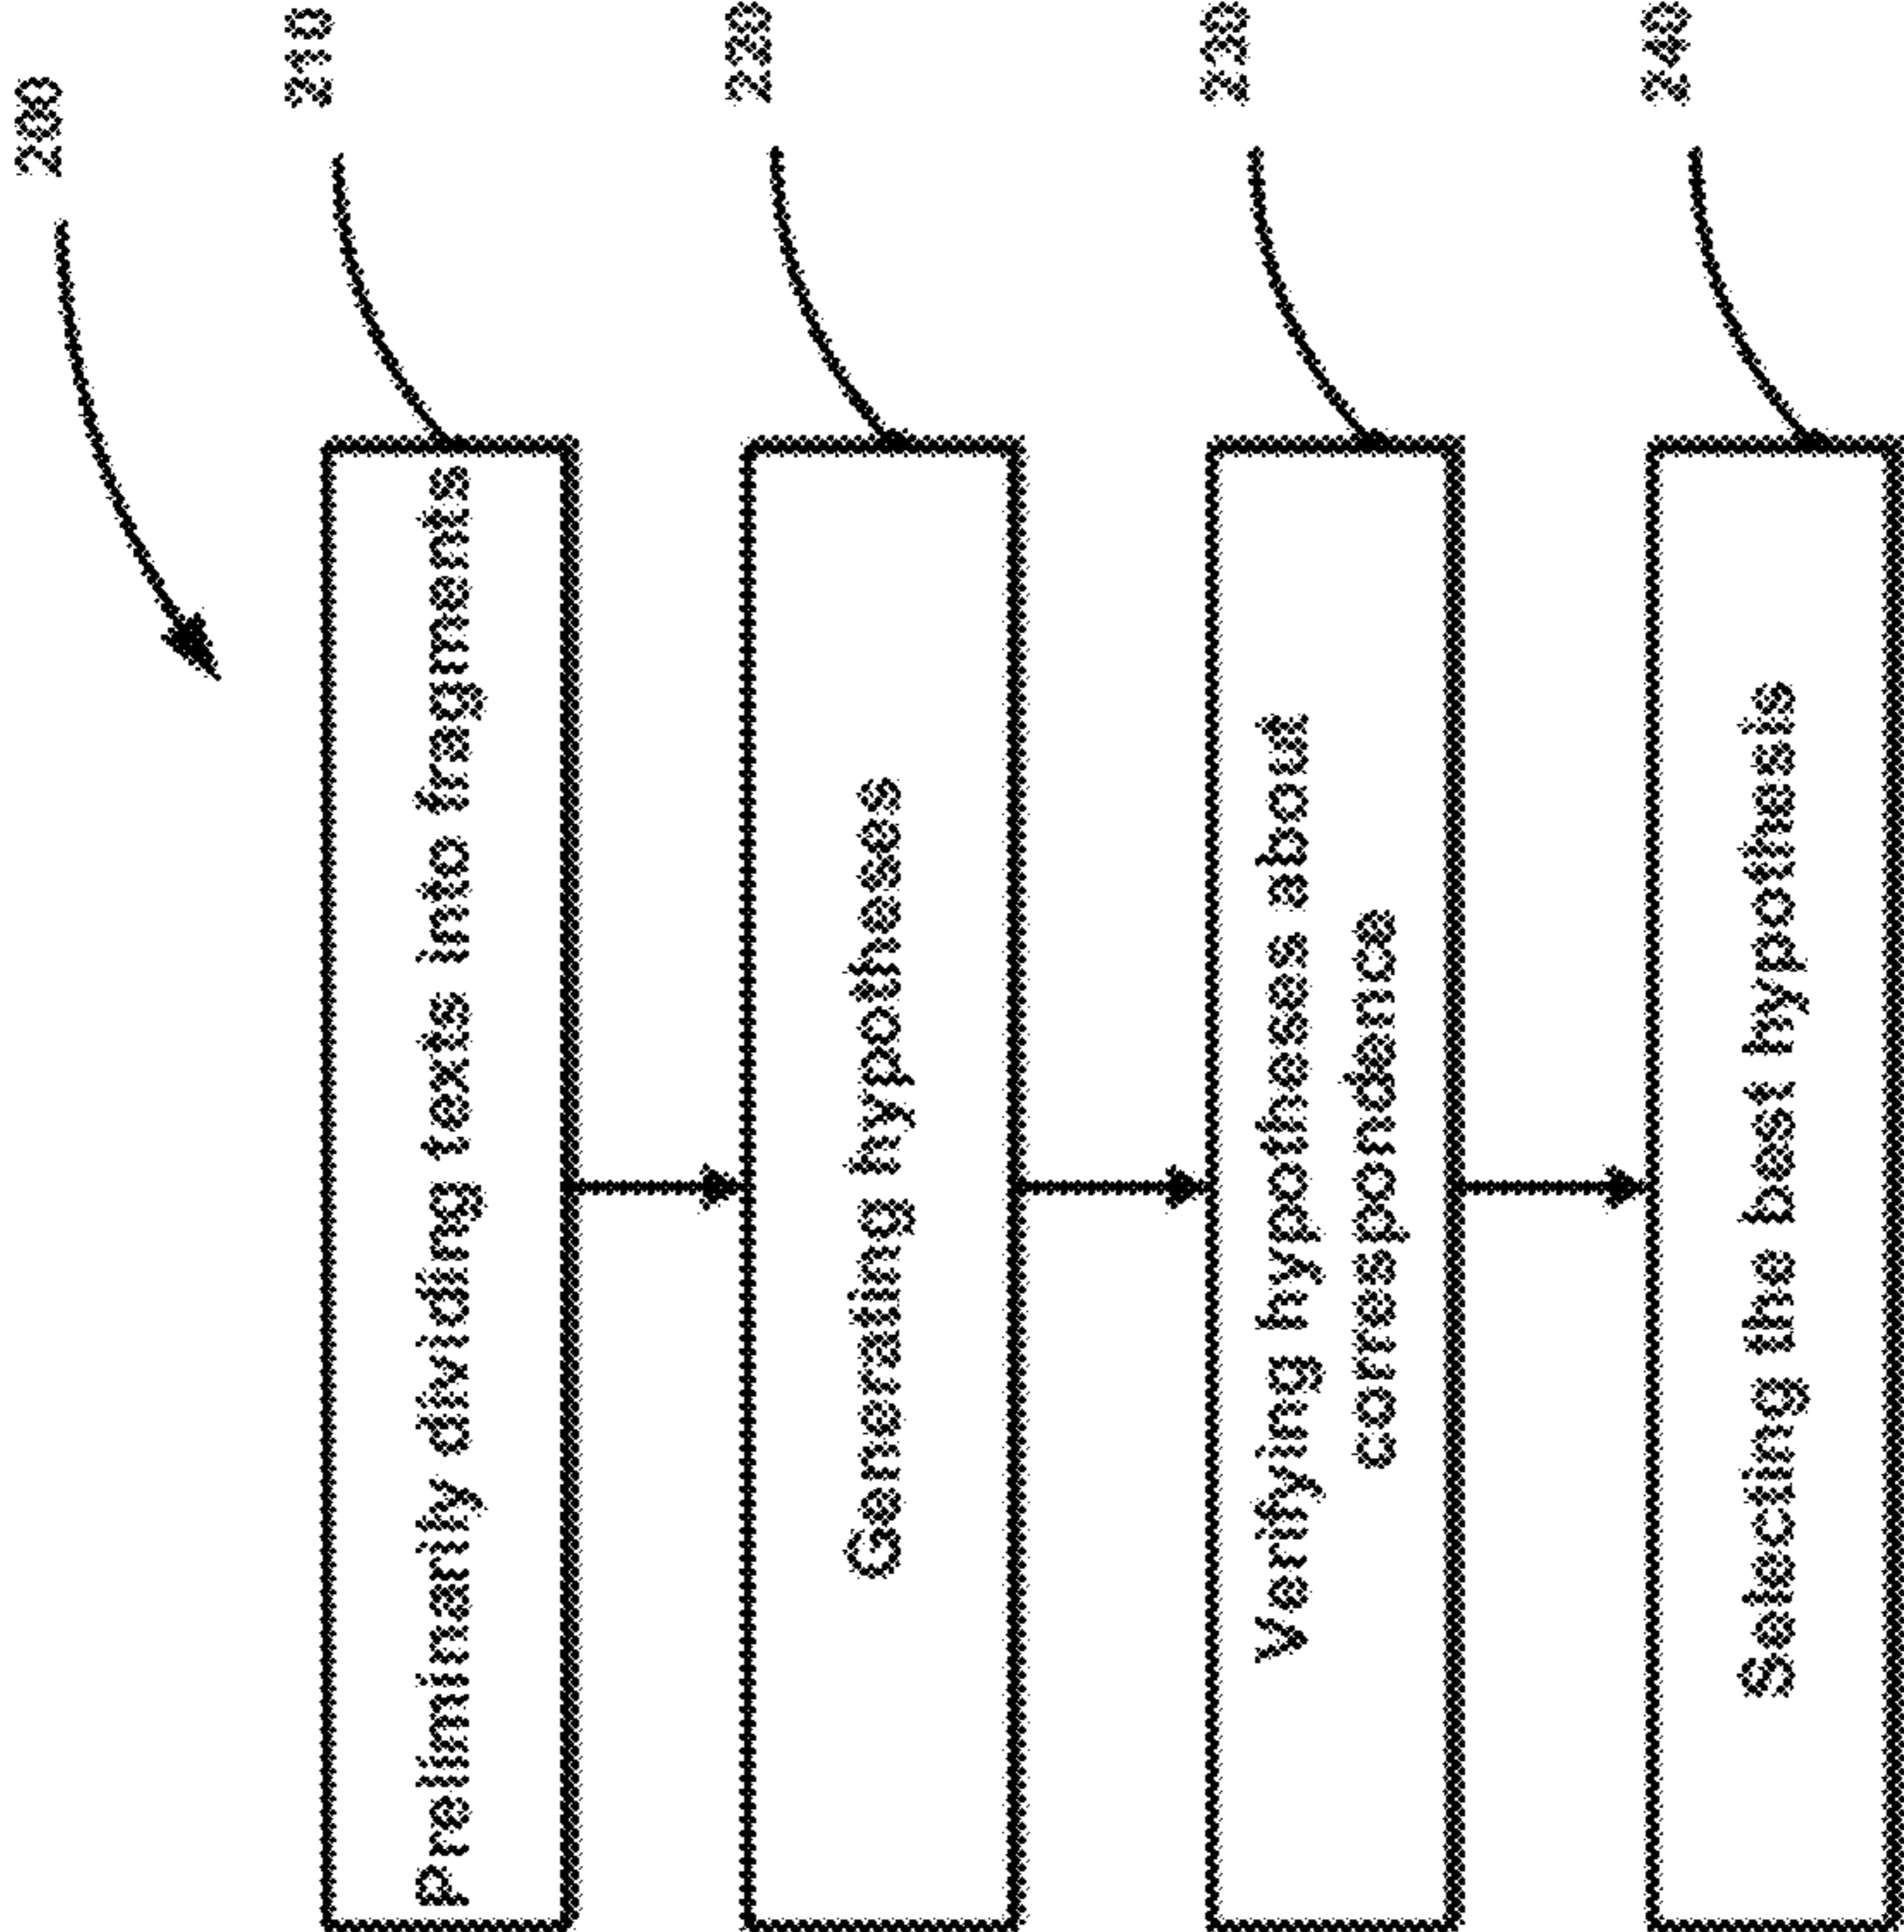 200
210
Preliminarily dividing texts into fragments
220
Generating hypotheses
230
Verifying hypotheses about
correspondence
240
Selecting the best hypothesis